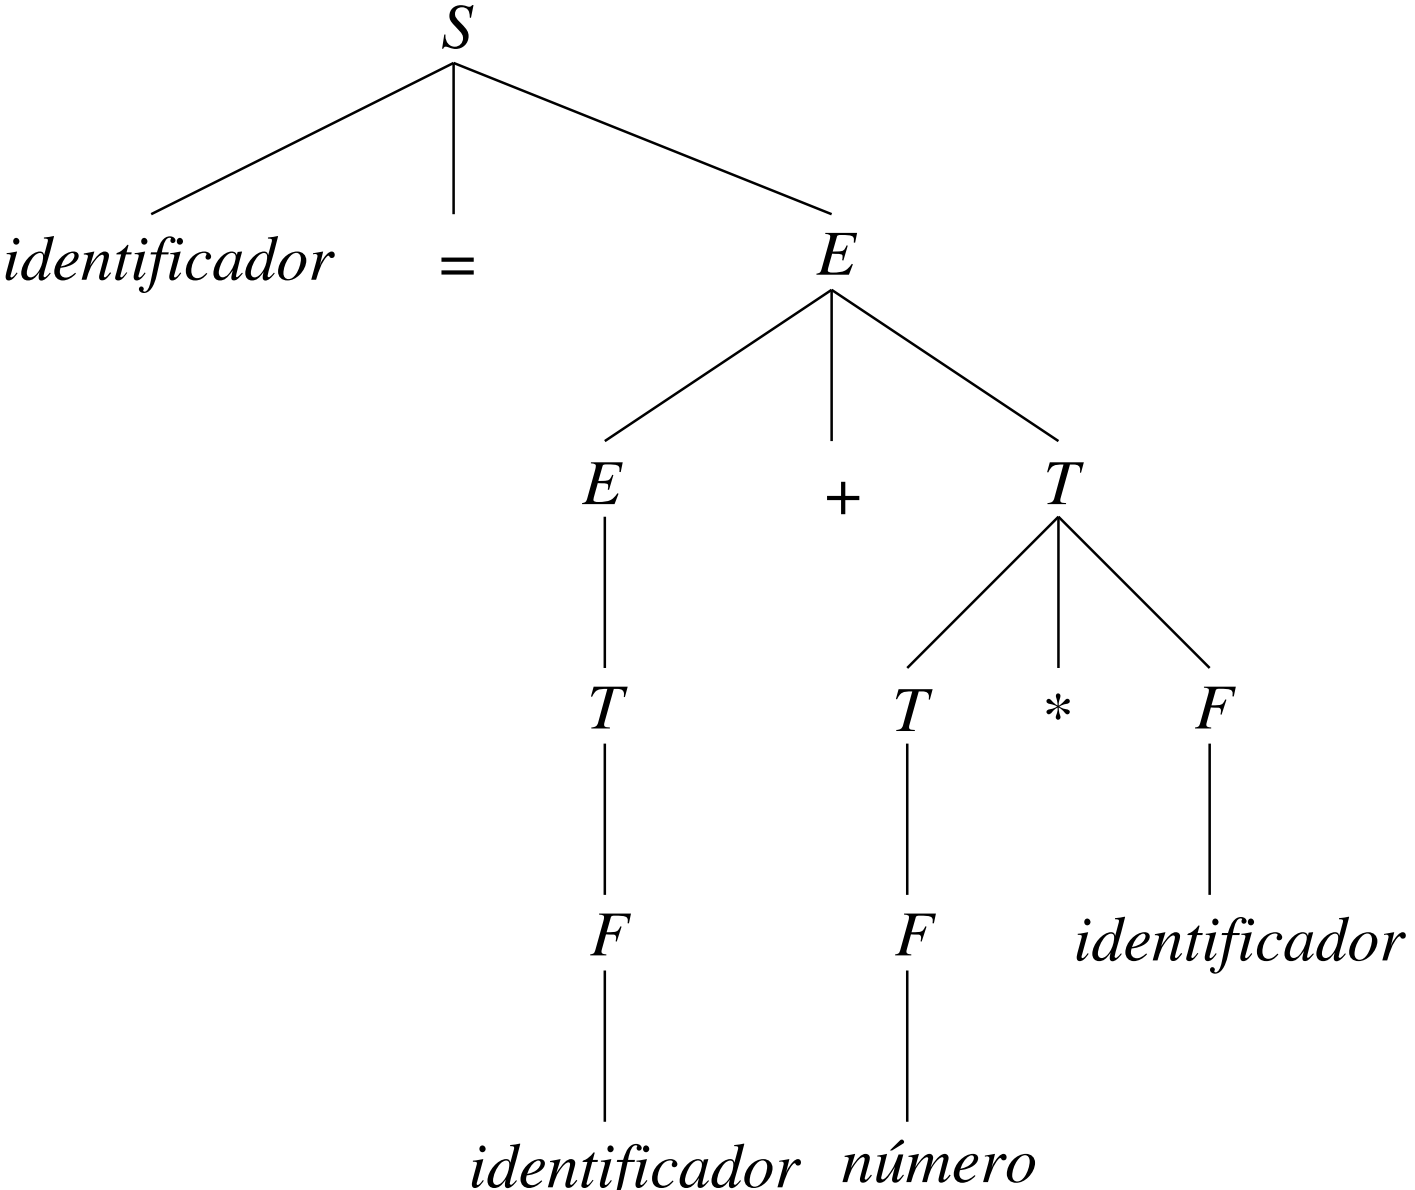 S
identificador = E
E + T
T T * F
F F identificador
identificador número